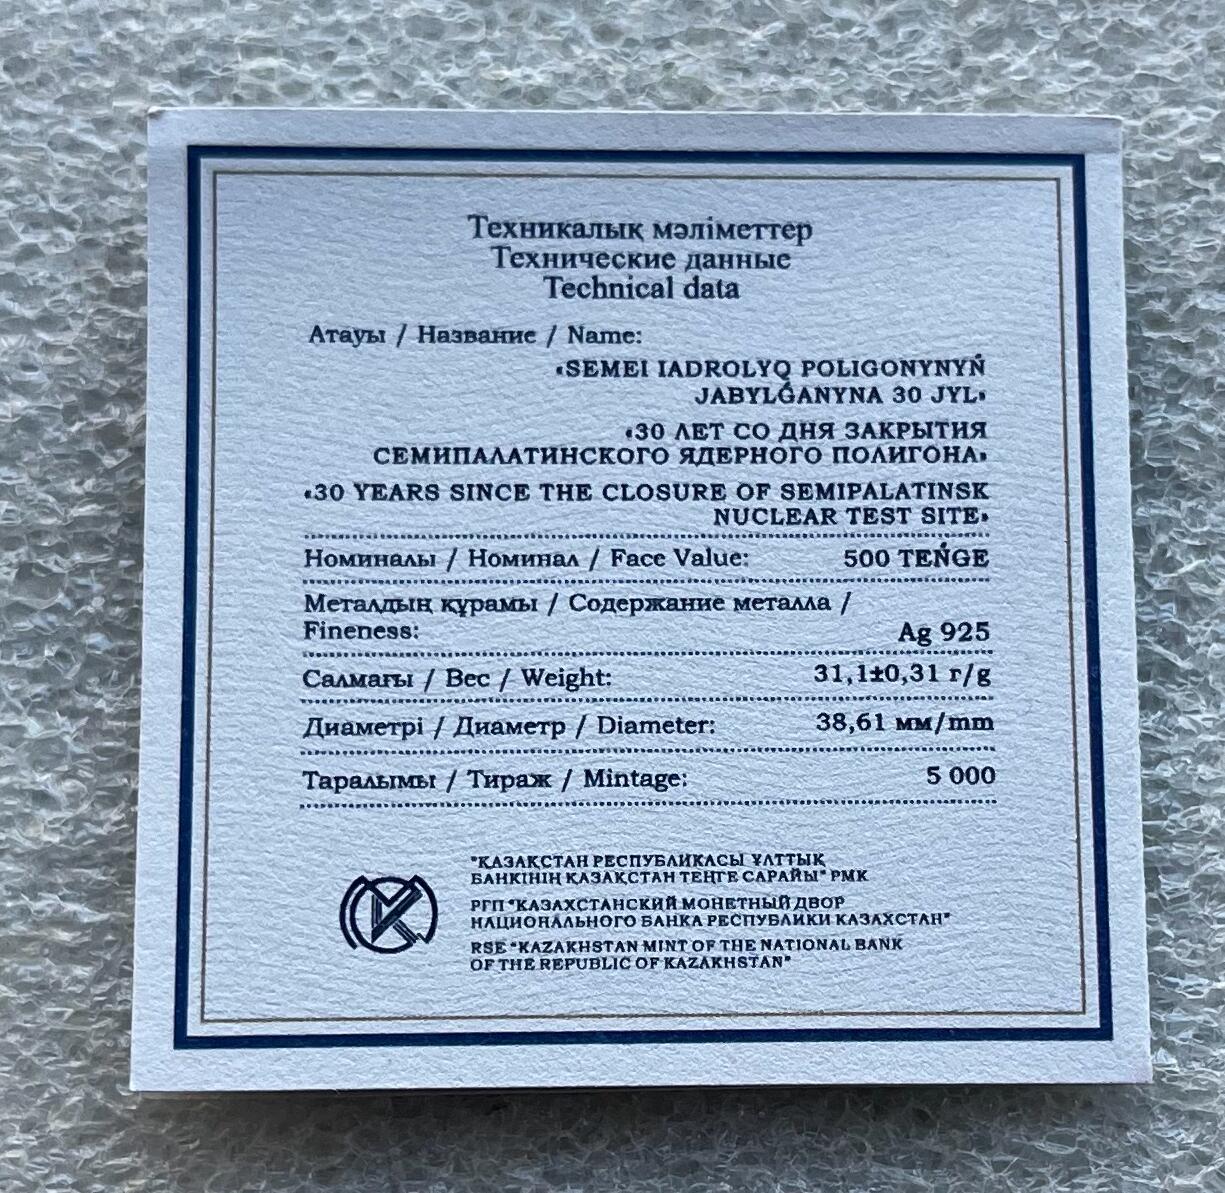 Техникалық мәліметтер
Технические данные
Technical data
Атауы / Название / Name:
«SEMEI IADROLYQ POLIGONYNYŃ
JABYLǴANYNA 30 JYL»
«30 ЛЕТ СО ДНЯ ЗАКРЫТИЯ
СЕМИПАЛАТИНСКОГО ЯДЕРНОГО ПОЛИГОНА»
«30 YEARS SINCE THE CLOSURE OF SEMIPALATINSK
NUCLEAR TEST SITE»
Номиналы / Номинал / Face Value: 500 TEŃGE
Металдың құрамы / Содержание металла /
Fineness: Ag 925
Салмағы / Вес / Weight: 31,1±0,31 г/g
Диаметрі / Диаметр / Diameter: 38,61 мм/mm
Таралымы / Тираж / Mintage: 5 000
"ҚАЗАҚСТАН РЕСПУБЛИКАСЫ ҰЛТТЫҚ
БАНКІНІҢ ҚАЗАҚСТАН ТЕҢГЕ САРАЙЫ" РМК
РГП "КАЗАХСТАНСКИЙ МОНЕТНЫЙ ДВОР
НАЦИОНАЛЬНОГО БАНКА РЕСПУБЛИКИ КАЗАХСТАН"
RSE "KAZAKHSTAN MINT OF THE NATIONAL BANK
OF THE REPUBLIC OF KAZAKHSTAN"